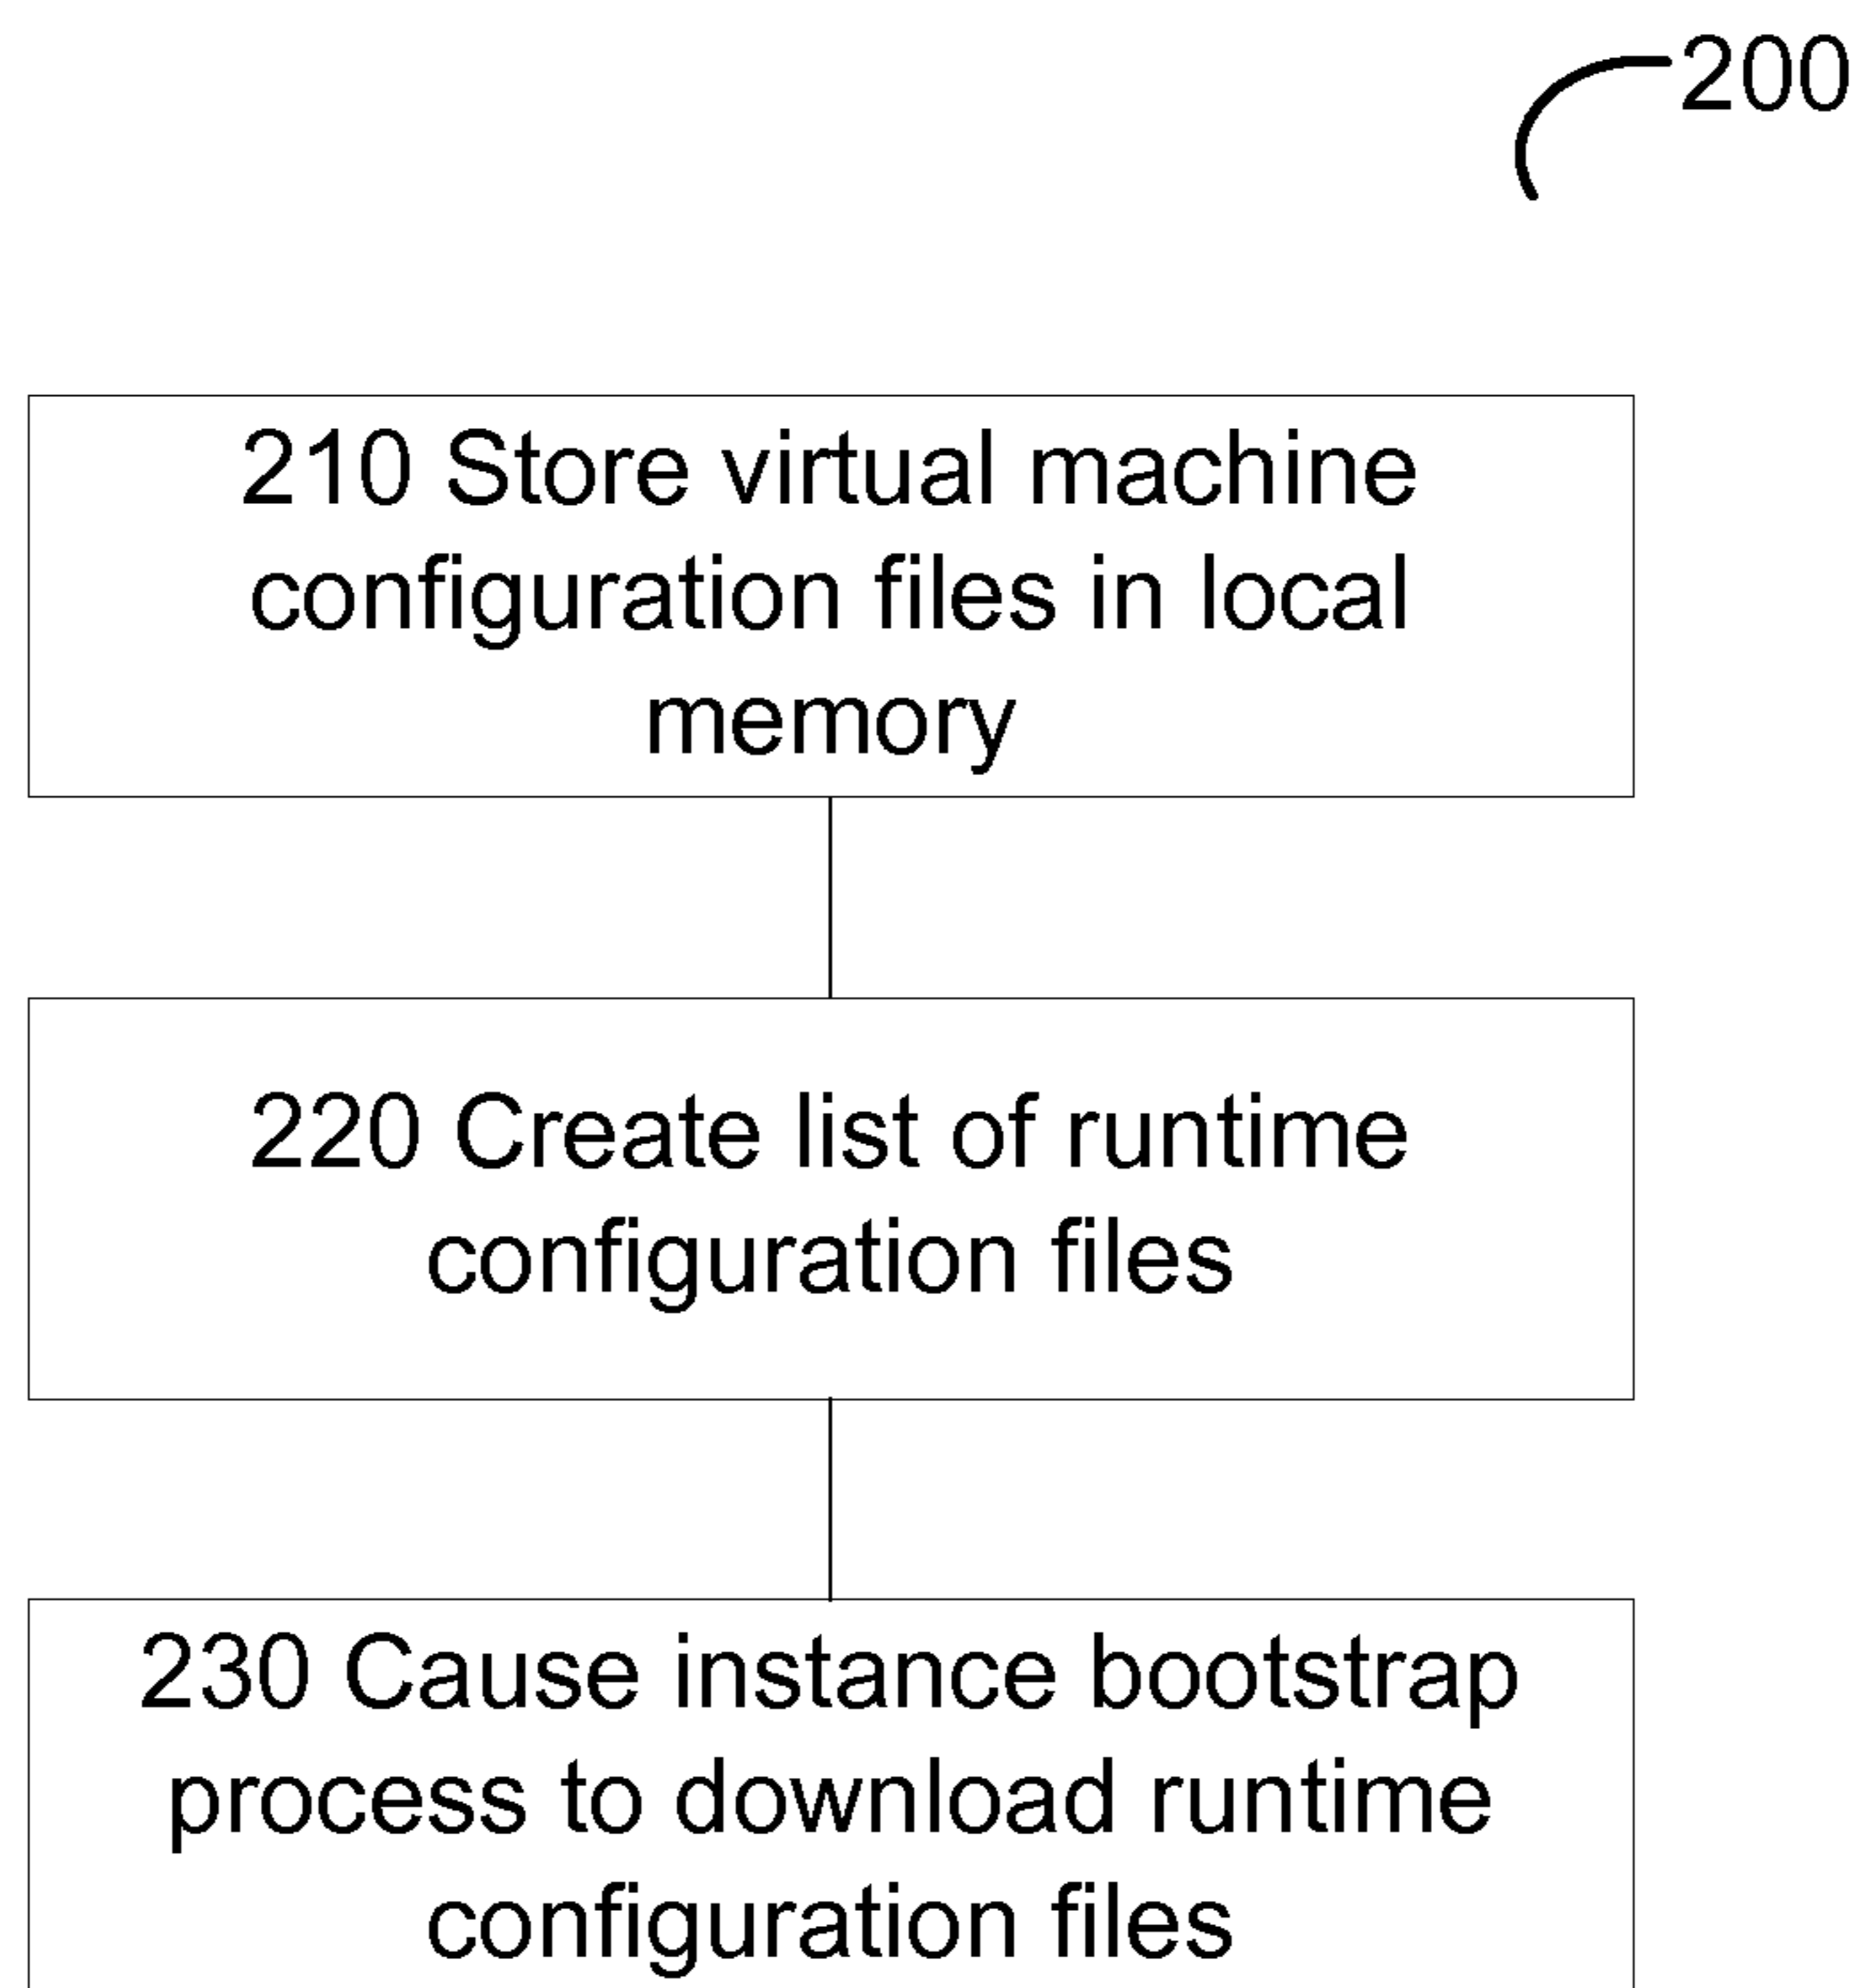 200
210 Store virtual machine
configuration files in local
memory
220 Create list of runtime
configuration files
230 Cause instance bootstrap
process to download runtime
configuration files